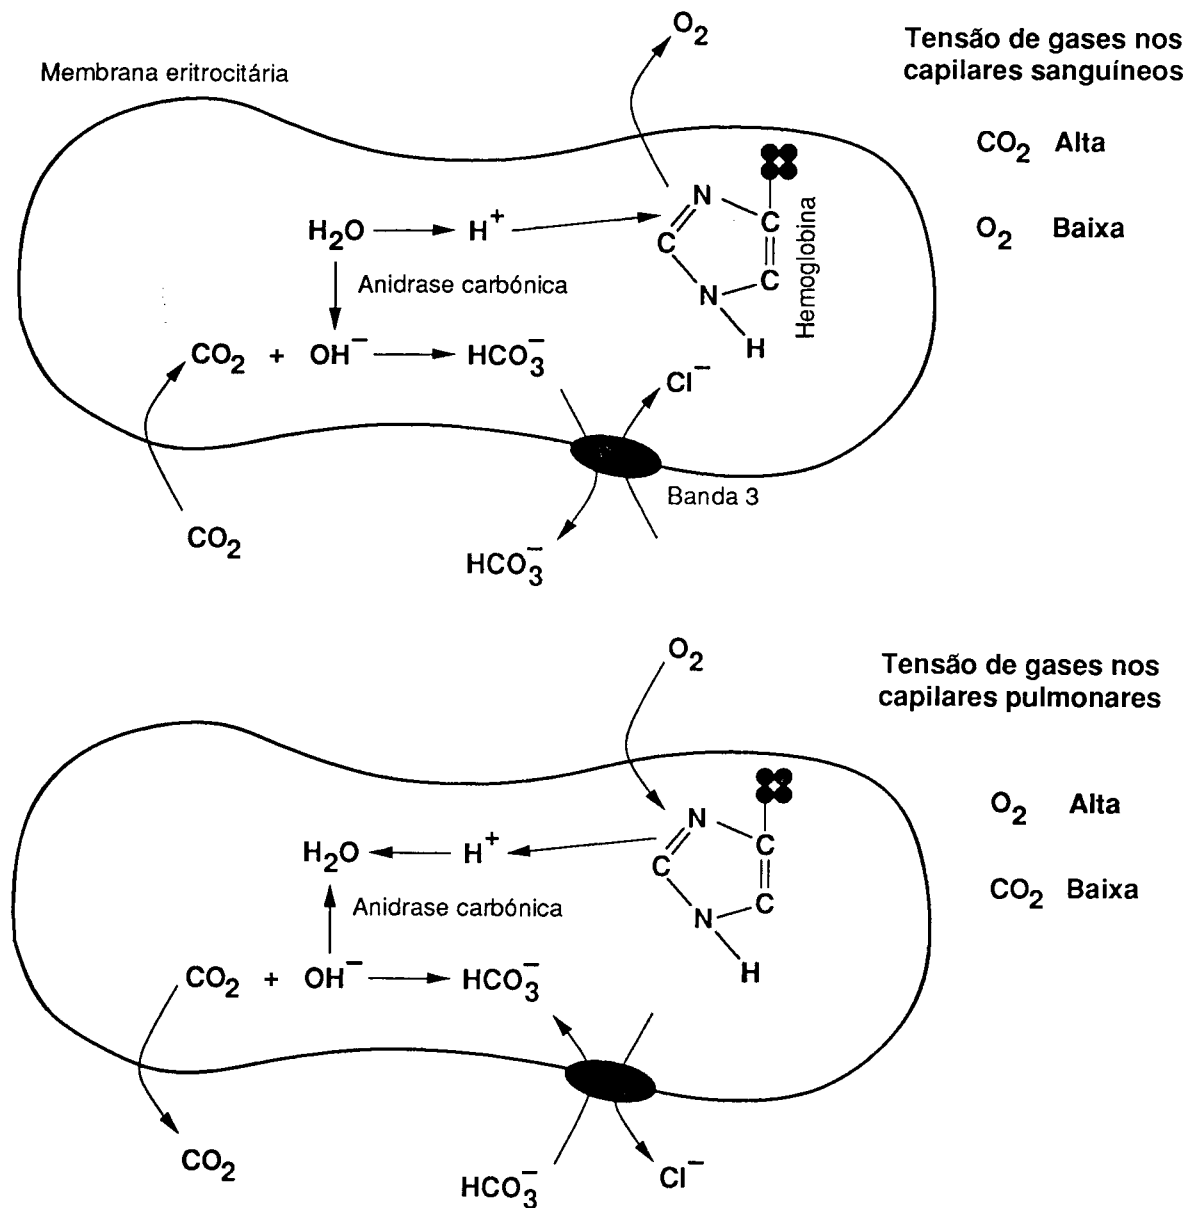 O₂
Tensão de gases nos
capilares sanguíneos
Membrana eritrocitária
CO₂ Alta
N
H₂O H⁺
C
Hemoglobina
O₂ Baixa
C
Anidrase carbónica
C
N
CO₂ + OH⁻ HCO₃⁻
H
Cl⁻
Banda 3
CO₂
HCO₃⁻
O₂
Tensão de gases nos
capilares pulmonares
O₂ Alta
N
H₂O H⁺
C
C
CO₂ Baixa
Anidrase carbónica
C
N
CO₂ + OH⁻ HCO₃⁻
H
CO₂
HCO₃⁻
Cl⁻